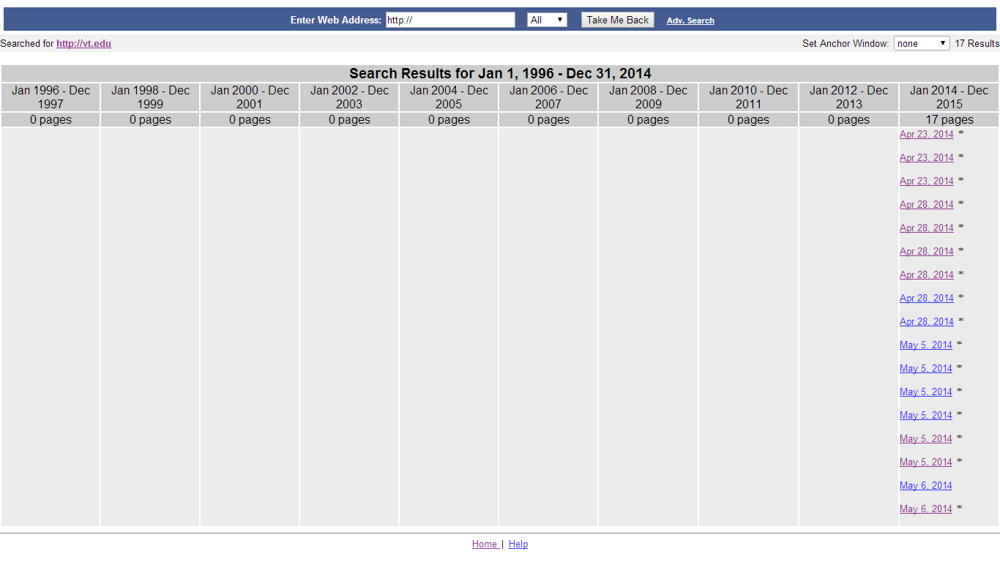 Enter Web Address: http:// All Take Me Back Adv. Search
Searched for http://vt.edu Set Anchor Window: none 17 Results
Search Results for Jan 1, 1996 - Dec 31, 2014
Jan 1996 - Dec 1997 Jan 1998 - Dec 1999 Jan 2000 - Dec 2001 Jan 2002 - Dec 2003 Jan 2004 - Dec 2005 Jan 2006 - Dec 2007 Jan 2008 - Dec 2009 Jan 2010 - Dec 2011 Jan 2012 - Dec 2013 Jan 2014 - Dec 2015
0 pages 0 pages 0 pages 0 pages 0 pages 0 pages 0 pages 0 pages 0 pages 17 pages
Apr 23, 2014 *
Apr 23, 2014 *
Apr 23, 2014 *
Apr 28, 2014 *
Apr 28, 2014 *
Apr 28, 2014 *
Apr 28, 2014 *
Apr 28, 2014 *
Apr 28, 2014 *
May 5, 2014 *
May 5, 2014 *
May 5, 2014 *
May 5, 2014 *
May 5, 2014 *
May 5, 2014 *
May 6, 2014
May 6, 2014 *
Home | Help